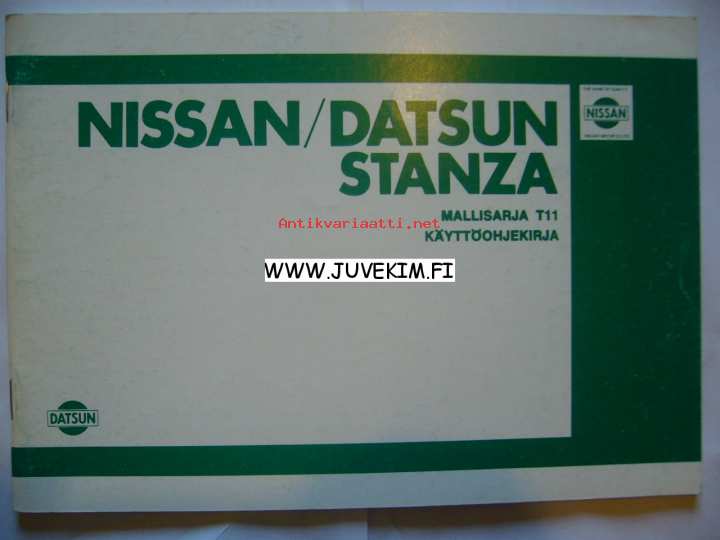 NISSAN/DATSUN
STANZA
MALLISARJA T11
KÄYTTÖOHJEKIRJA
NISSAN
Antikvariaatti.net
WWW.JUVEKIM.FI
DATSUN